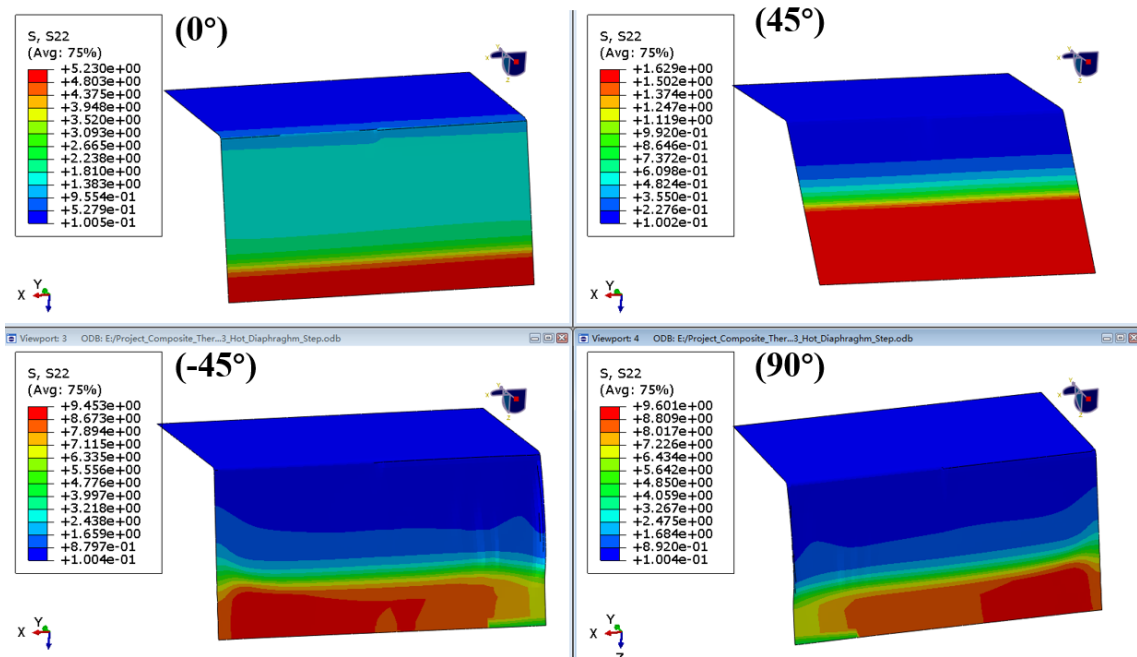 (0°)
S, S22
(Avg: 75%)
+5.230e+00
+4.803e+00
+4.375e+00
+3.948e+00
+3.520e+00
+3.093e+00
+2.665e+00
+2.238e+00
+1.810e+00
+1.383e+00
+9.554e-01
+5.279e-01
+1.005e-01
Y
X
(45°)
S, S22
(Avg: 75%)
+1.629e+00
+1.502e+00
+1.374e+00
+1.247e+00
+1.119e+00
+9.920e-01
+8.646e-01
+7.372e-01
+6.098e-01
+4.824e-01
+3.550e-01
+2.276e-01
+1.002e-01
Y
X
Viewport: 3 ODB: E:/Project_Composite_Ther...3_Hot_Diaphraghm_Step.odb
(-45°)
S, S22
(Avg: 75%)
+9.453e+00
+8.673e+00
+7.894e+00
+7.115e+00
+6.335e+00
+5.556e+00
+4.776e+00
+3.997e+00
+3.218e+00
+2.438e+00
+1.659e+00
+8.797e-01
+1.004e-01
Y
X
Viewport: 4 ODB: E:/Project_Composite_Ther...3_Hot_Diaphraghm_Step.odb
(90°)
S, S22
(Avg: 75%)
+9.601e+00
+8.809e+00
+8.017e+00
+7.226e+00
+6.434e+00
+5.642e+00
+4.850e+00
+4.059e+00
+3.267e+00
+2.475e+00
+1.684e+00
+8.920e-01
+1.004e-01
Y
X